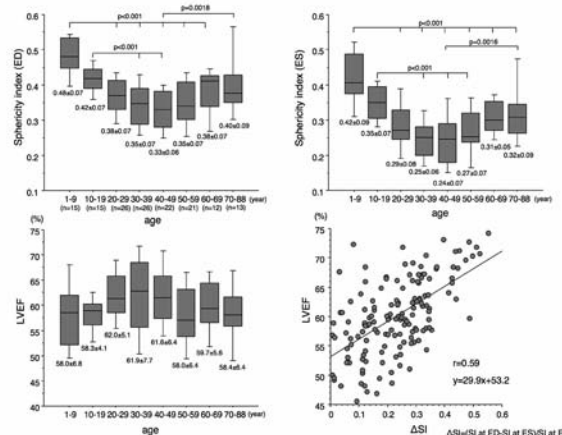 p=0.0018
p<0.001
p<0.001
Sphericity index (ED)
0.6
0.5
0.4
0.3
0.2
0.1
0.48±0.07
0.42±0.07
0.38±0.07
0.35±0.07
0.33±0.06
0.35±0.07
0.38±0.07
0.40±0.09
1-9 10-19 20-29 30-39 40-49 50-59 60-69 70-88 (year)
(n=15) (n=15) (n=26) (n=26) (n=22) (n=21) (n=12) (n=13)
age
p<0.001
p<0.001
p=0.0016
Sphericity index (ES)
0.6
0.5
0.4
0.3
0.2
0.1
0.42±0.09
0.35±0.07
0.29±0.08
0.25±0.06
0.24±0.07
0.27±0.07
0.31±0.05
0.32±0.09
1-9 10-19 20-29 30-39 40-49 50-59 60-69 70-88 (year)
age
(%)
LVEF
80
75
70
65
60
55
50
45
40
58.0±6.8
58.3±4.1
62.0±5.1
61.9±7.7
61.6±6.4
58.0±6.4
59.7±5.6
58.4±6.4
1-9 10-19 20-29 30-39 40-49 50-59 60-69 70-88 (year)
age
(%)
LVEF
75
70
65
60
55
50
45
r=0.59
y=29.9x+53.2
0 0.1 0.2 0.3 0.4 0.5 0.6
ΔSI
ΔSI=(SI at ED-SI at ES)/SI at E